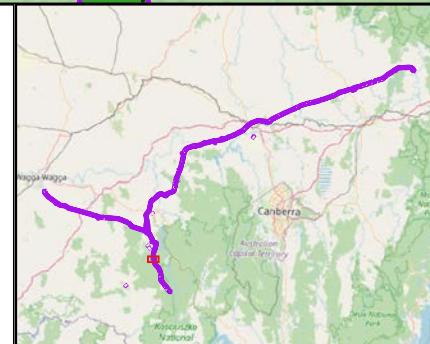 Wagga Wagga
Canberra
Australian
Capital Territory
Kosciuszko
National
Deua National
Park